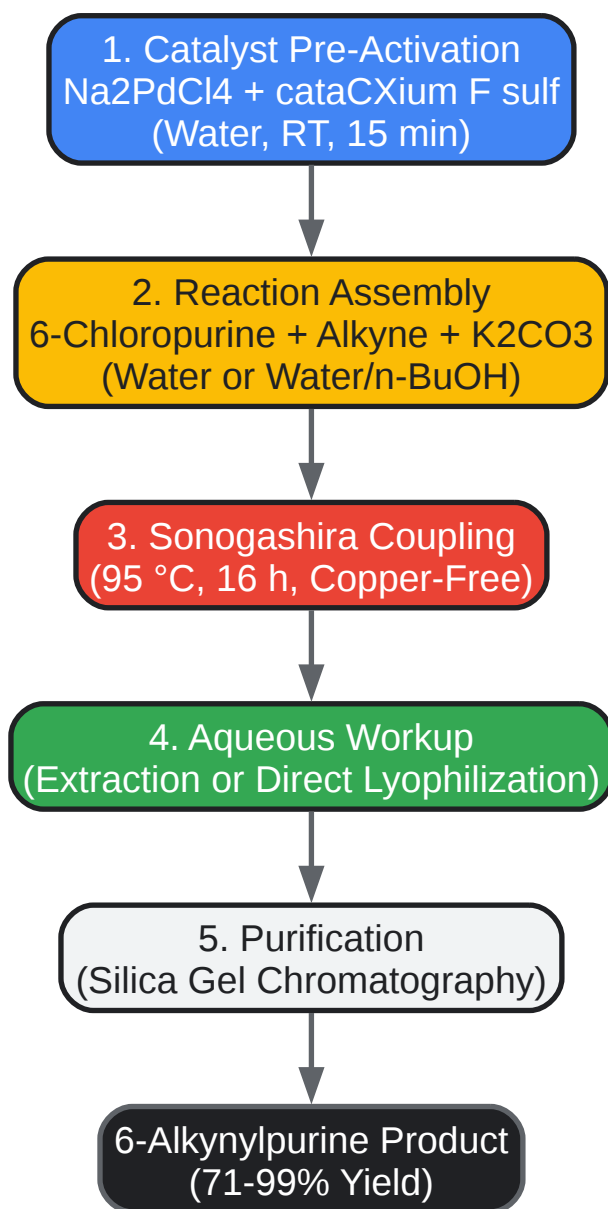 1. Catalyst Pre-Activation
Na2PdCl4 + cataCXium F sulf
(Water, RT, 15 min)
2. Reaction Assembly
6-Chloropurine + Alkyne + K2CO3
(Water or Water/n-BuOH)
3. Sonogashira Coupling
(95 °C, 16 h, Copper-Free)
4. Aqueous Workup
(Extraction or Direct Lyophilization)
5. Purification
(Silica Gel Chromatography)
6-Alkynylpurine Product
(71-99% Yield)